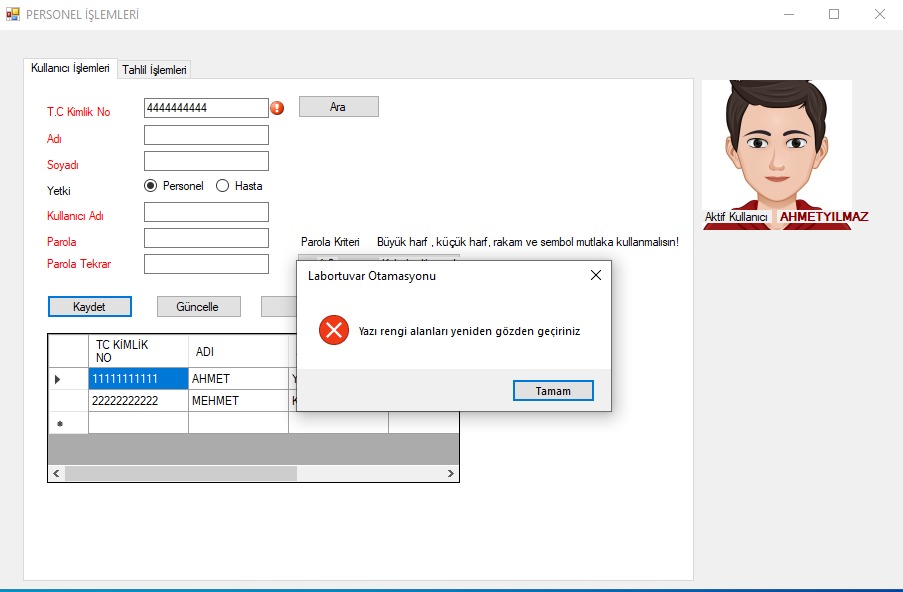 PERSONEL İŞLEMLERİ
Kullanıcı İşlemleri
Tahlil İşlemleri
T.C Kimlik No
4444444444
Ara
Adı
Soyadı
Yetki
Personel
Hasta
Kullanıcı Adı
Aktif Kullanıcı
AHMETYILMAZ
Parola
Parola Kriteri
Büyük harf , küçük harf, rakam ve sembol mutlaka kullanmalısın!
Parola Tekrar
Labortuvar Otamasyonu
Kaydet
Güncelle
Yazı rengi alanları yeniden gözden geçiriniz
Tamam
TC KİMLİK
NO
ADI
11111111111
AHMET
Y
22222222222
MEHMET
K